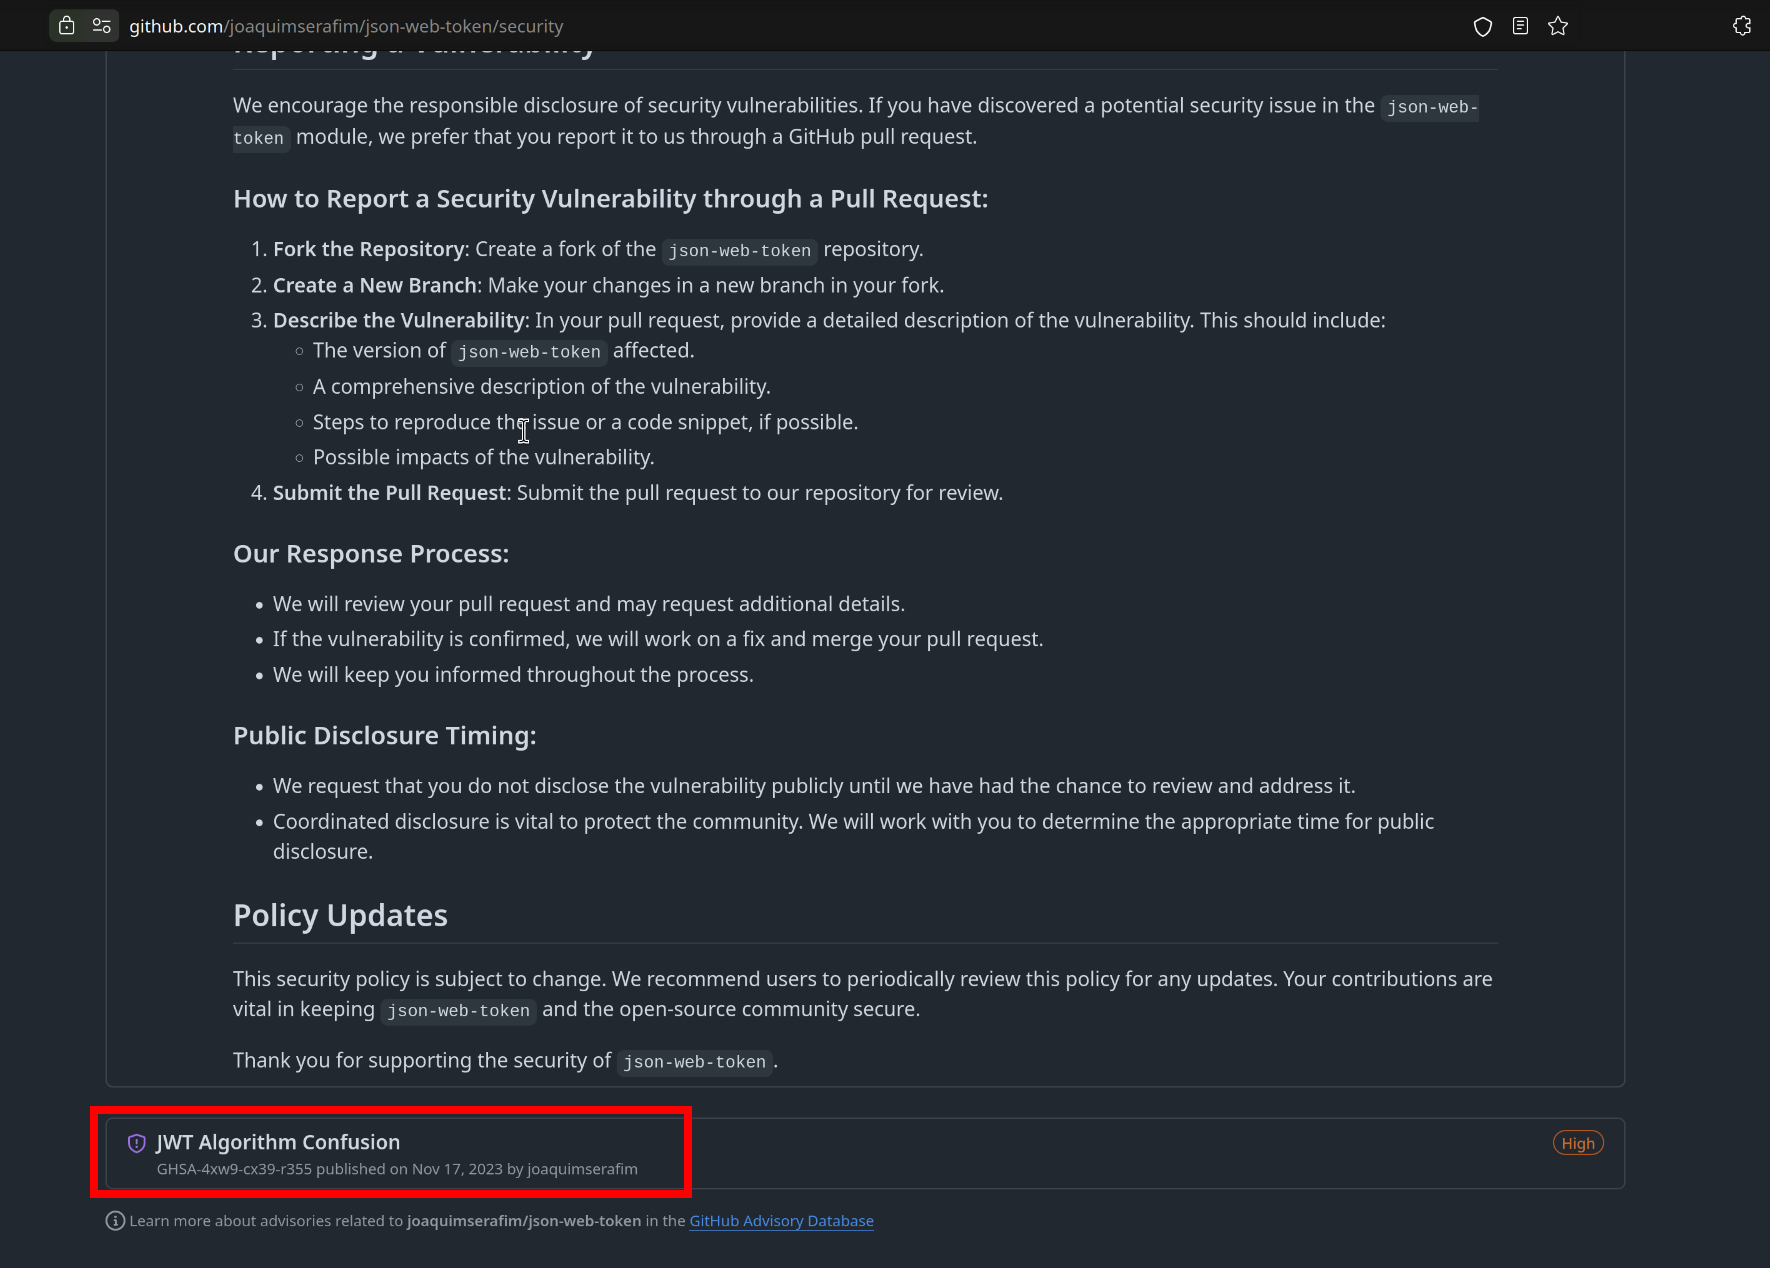 github.com/joaquimserafim/json-web-token/security
Reporting a Vulnerability
We encourage the responsible disclosure of security vulnerabilities. If you have discovered a potential security issue in the json-web-
token module, we prefer that you report it to us through a GitHub pull request.
How to Report a Security Vulnerability through a Pull Request:
1. Fork the Repository: Create a fork of the json-web-token repository.
2. Create a New Branch: Make your changes in a new branch in your fork.
3. Describe the Vulnerability: In your pull request, provide a detailed description of the vulnerability. This should include:
The version of json-web-token affected.
A comprehensive description of the vulnerability.
Steps to reproduce the issue or a code snippet, if possible.
Possible impacts of the vulnerability.
4. Submit the Pull Request: Submit the pull request to our repository for review.
Our Response Process:
We will review your pull request and may request additional details.
If the vulnerability is confirmed, we will work on a fix and merge your pull request.
We will keep you informed throughout the process.
Public Disclosure Timing:
We request that you do not disclose the vulnerability publicly until we have had the chance to review and address it.
Coordinated disclosure is vital to protect the community. We will work with you to determine the appropriate time for public
disclosure.
Policy Updates
This security policy is subject to change. We recommend users to periodically review this policy for any updates. Your contributions are
vital in keeping json-web-token and the open-source community secure.
Thank you for supporting the security of json-web-token.
JWT Algorithm Confusion
High
GHSA-4xw9-cx39-r355 published on Nov 17, 2023 by joaquimserafim
Learn more about advisories related to joaquimserafim/json-web-token in the GitHub Advisory Database